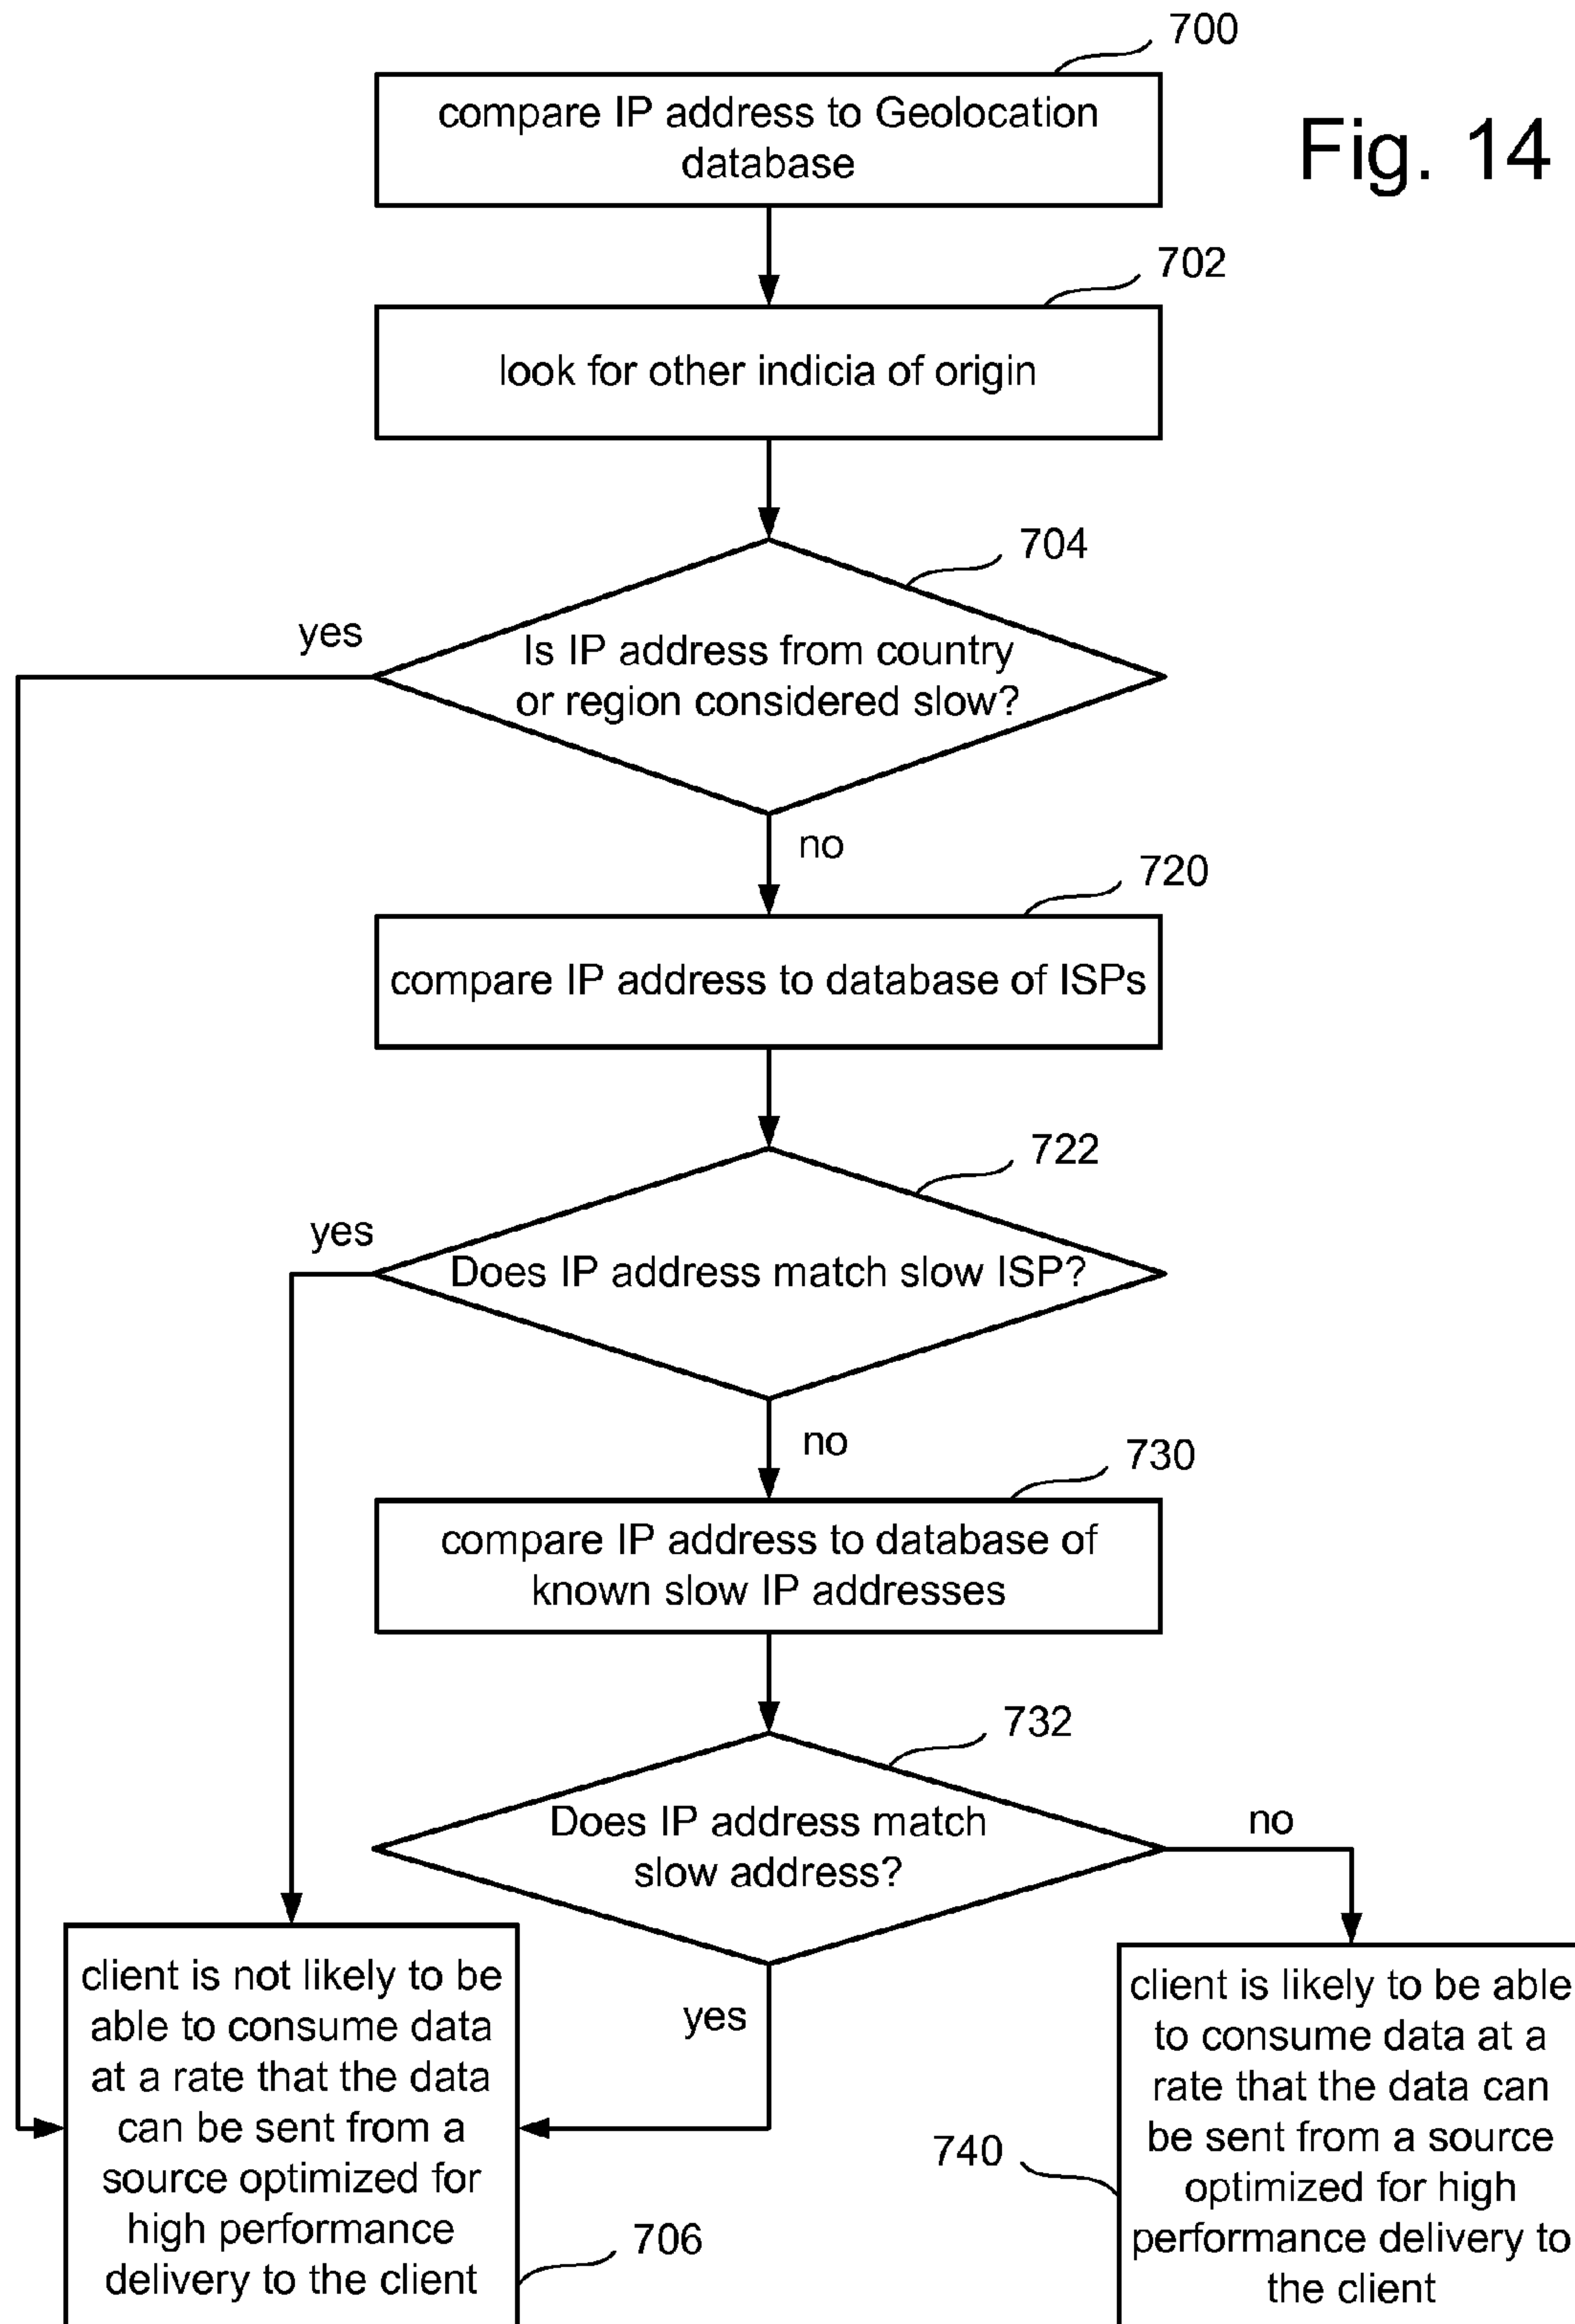 700
compare IP address to Geolocation
database
Fig. 14
702
look for other indicia of origin
704
yes
Is IP address from country
or region considered slow?
no
720
compare IP address to database of ISPs
722
yes
Does IP address match slow ISP?
no
730
compare IP address to database of
known slow IP addresses
732
Does IP address match
slow address?
no
yes
client is not likely to be
able to consume data
at a rate that the data
can be sent from a
source optimized for
high performance
delivery to the client
706
client is likely to be able
to consume data at a
rate that the data can
be sent from a source
optimized for high
performance delivery to
the client
740